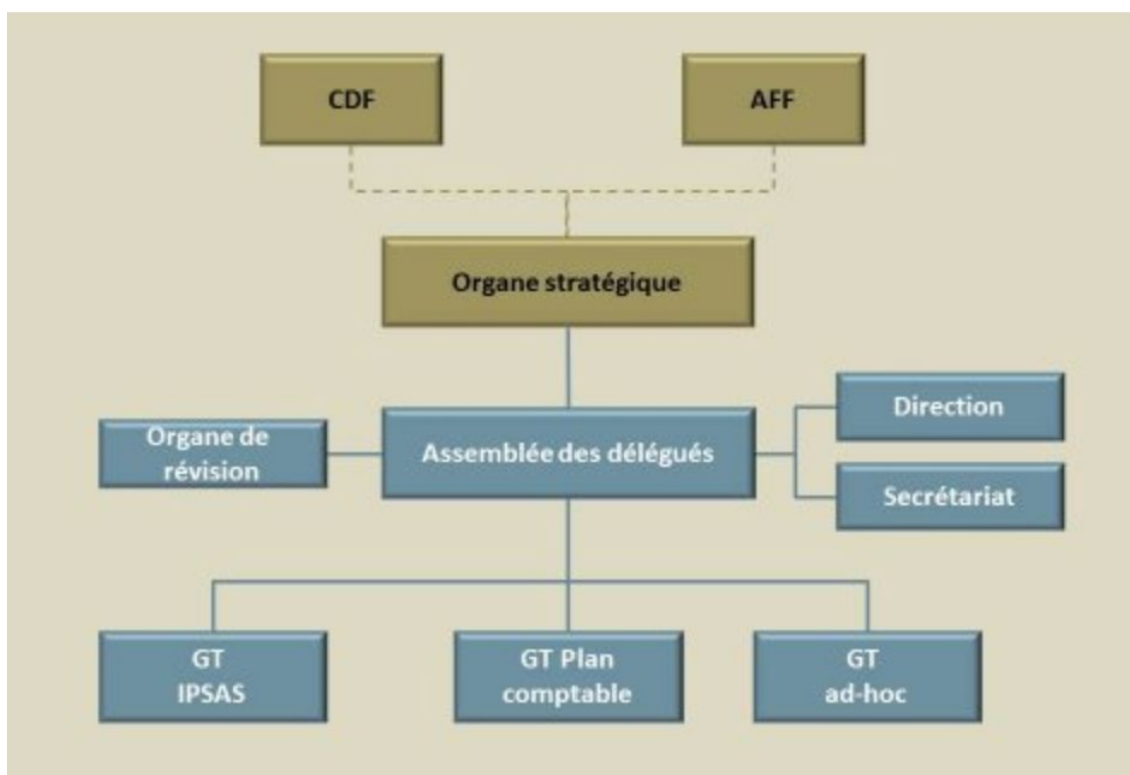 CDF
AFF
Organe stratégique
Direction
Organe de
révision
Assemblée des délégués
Secrétariat
GT
IPSAS
GT Plan
comptable
GT
ad-hoc